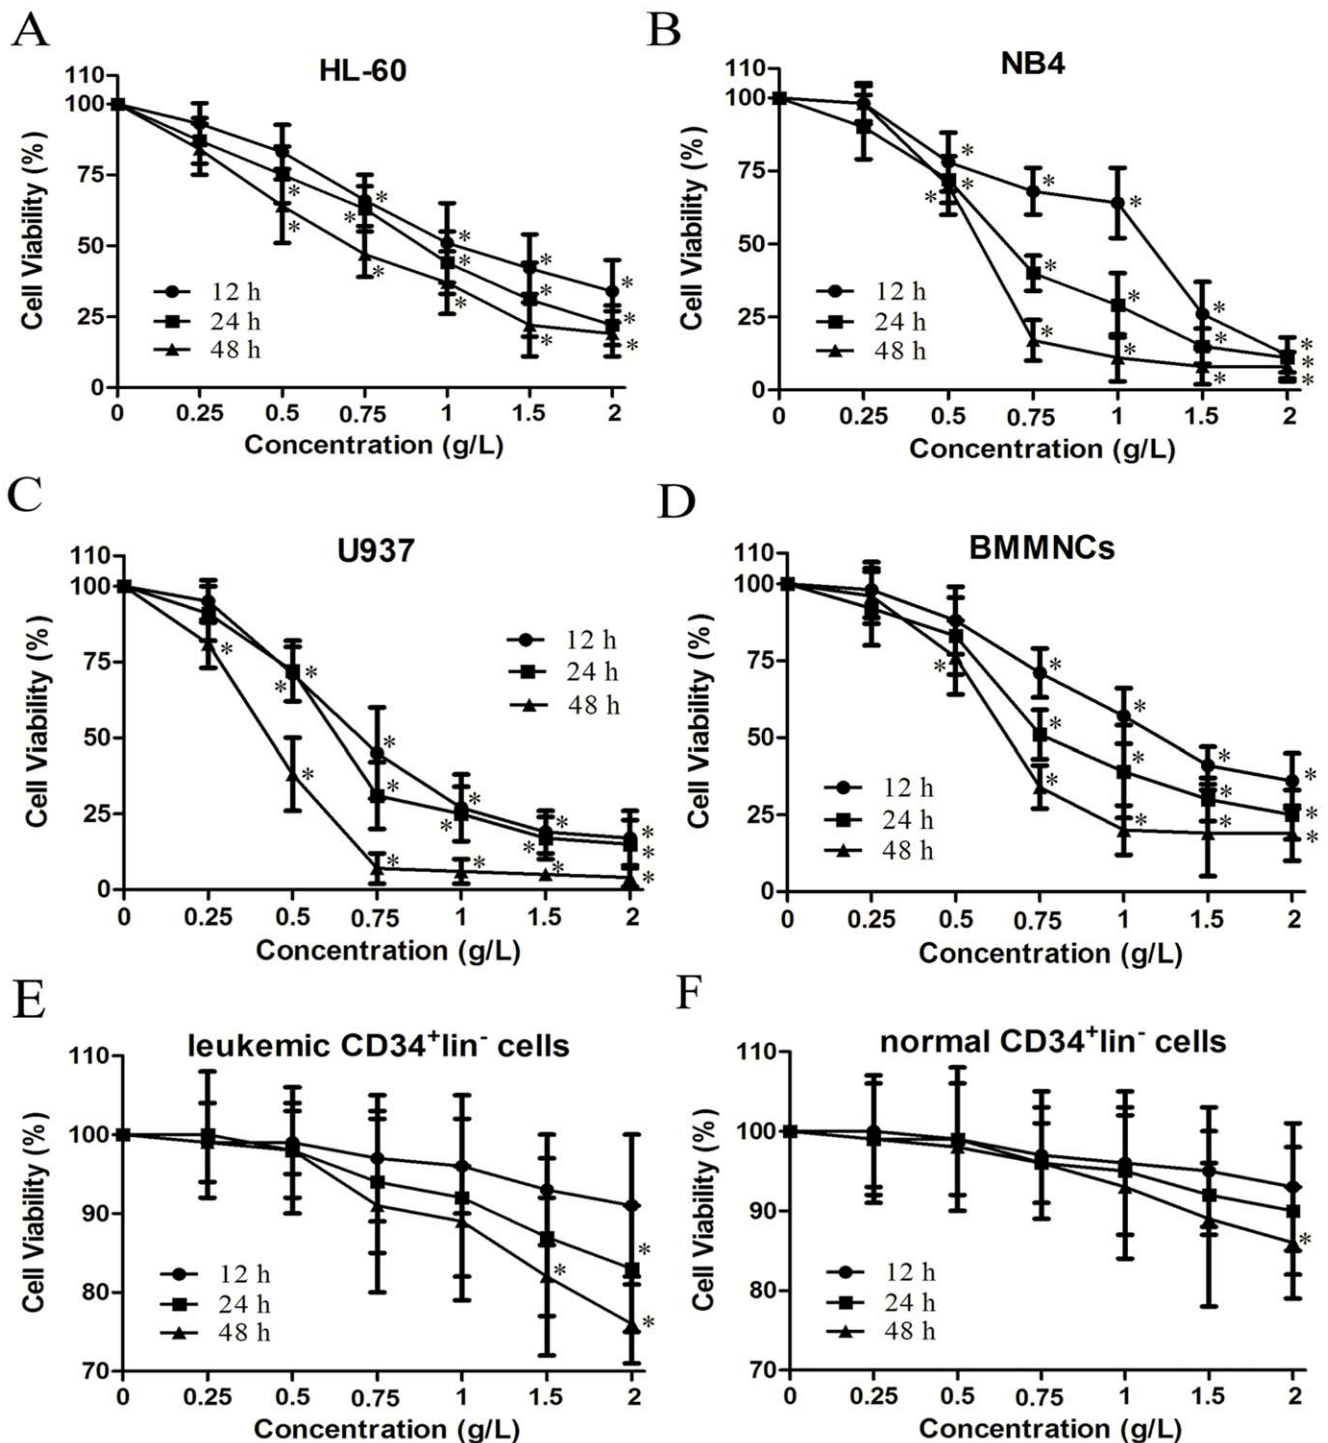 A
HL-60
110
100
75
50
25
0
Cell Viability (%)
12 h
24 h
48 h
0 0.25 0.5 0.75 1 1.5 2
Concentration (g/L)
B
NB4
110
100
75
50
25
0
Cell Viability (%)
12 h
24 h
48 h
0 0.25 0.5 0.75 1 1.5 2
Concentration (g/L)
C
U937
110
100
75
50
25
0
Cell Viability (%)
12 h
24 h
48 h
0 0.25 0.5 0.75 1 1.5 2
Concentration (g/L)
D
BMMNCs
110
100
75
50
25
0
Cell Viability (%)
12 h
24 h
48 h
0 0.25 0.5 0.75 1 1.5 2
Concentration (g/L)
E
leukemic CD34⁺lin⁻ cells
110
100
90
80
70
Cell Viability (%)
12 h
24 h
48 h
0 0.25 0.5 0.75 1 1.5 2
Concentration (g/L)
F
normal CD34⁺lin⁻ cells
110
100
90
80
70
Cell Viability (%)
12 h
24 h
48 h
0 0.25 0.5 0.75 1 1.5 2
Concentration (g/L)